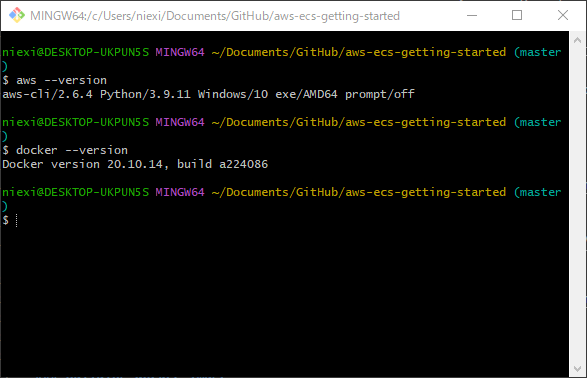 MINGW64:/c/Users/niexi/Documents/GitHub/aws-ecs-getting-started
niexi@DESKTOP-UKPUN5S MINGW64 ~/Documents/GitHub/aws-ecs-getting-started (master
)
$ aws --version
aws-cli/2.6.4 Python/3.9.11 Windows/10 exe/AMD64 prompt/off
niexi@DESKTOP-UKPUN5S MINGW64 ~/Documents/GitHub/aws-ecs-getting-started (master
)
$ docker --version
Docker version 20.10.14, build a224086
niexi@DESKTOP-UKPUN5S MINGW64 ~/Documents/GitHub/aws-ecs-getting-started (master
)
$